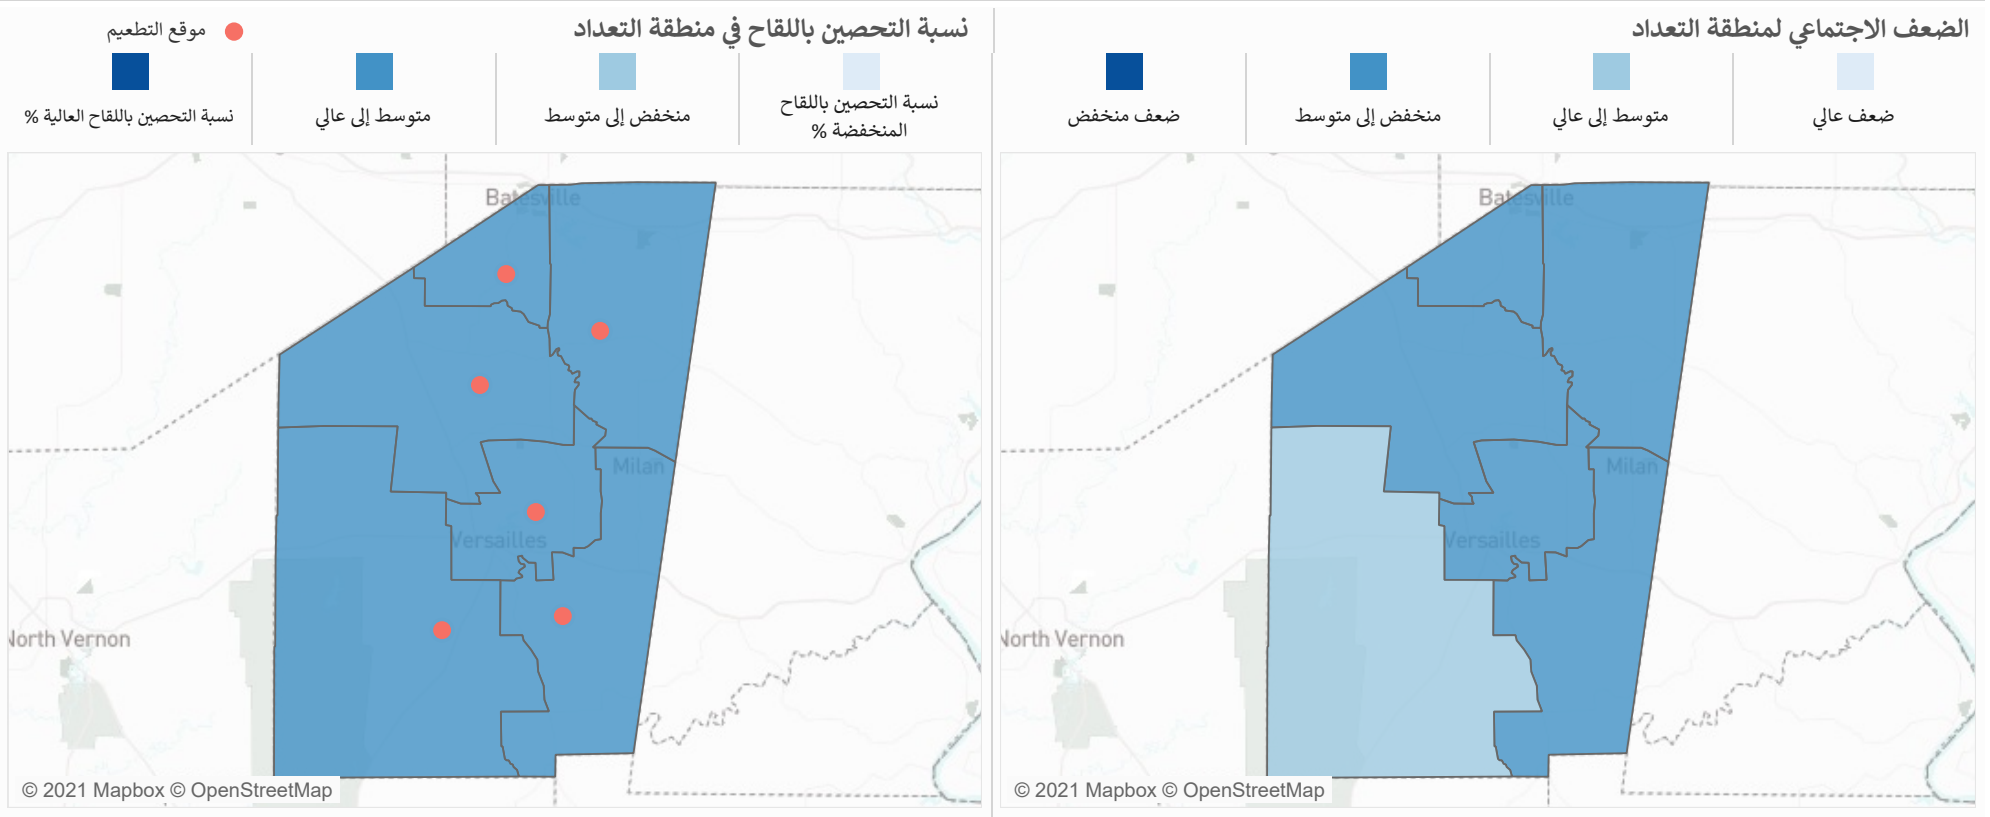 الضعف الاجتماعي لمنطقة التعداد
ضعف عالي
متوسط إلى عالي
منخفض إلى متوسط
ضعف منخفض
Batesville
Milan
Versailles
North Vernon
© 2021 Mapbox © OpenStreetMap
نسبة التحصين باللقاح في منطقة التعداد
موقع التطعيم
نسبة التحصين باللقاح
المنخفضة %
منخفض إلى متوسط
متوسط إلى عالي
نسبة التحصين باللقاح العالية %
Batesville
Milan
Versailles
North Vernon
© 2021 Mapbox © OpenStreetMap